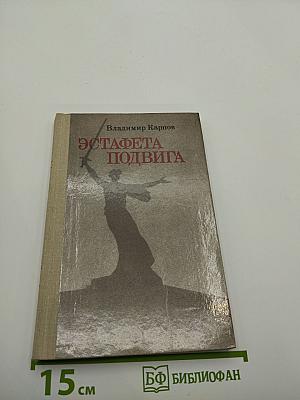 Владимир Карпов
ЭСТАФЕТА
ПОДВИГА
15 см
БФ БИБЛИОФАН